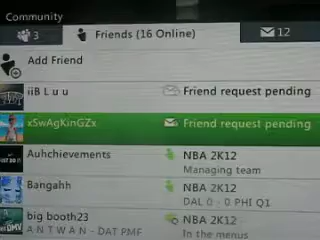 Community
3
Friends (16 Online)
12
Add Friend
iiB L u u
Friend request pending
xSwAgKinGZx
Friend request pending
Auhchievements
NBA 2K12
Managing team
Bangahh
NBA 2K12
DAL 0 - 0 PHI Q1
big booth23
NBA 2K12
A N T W A N - DAT PMF
In the menus
DMV